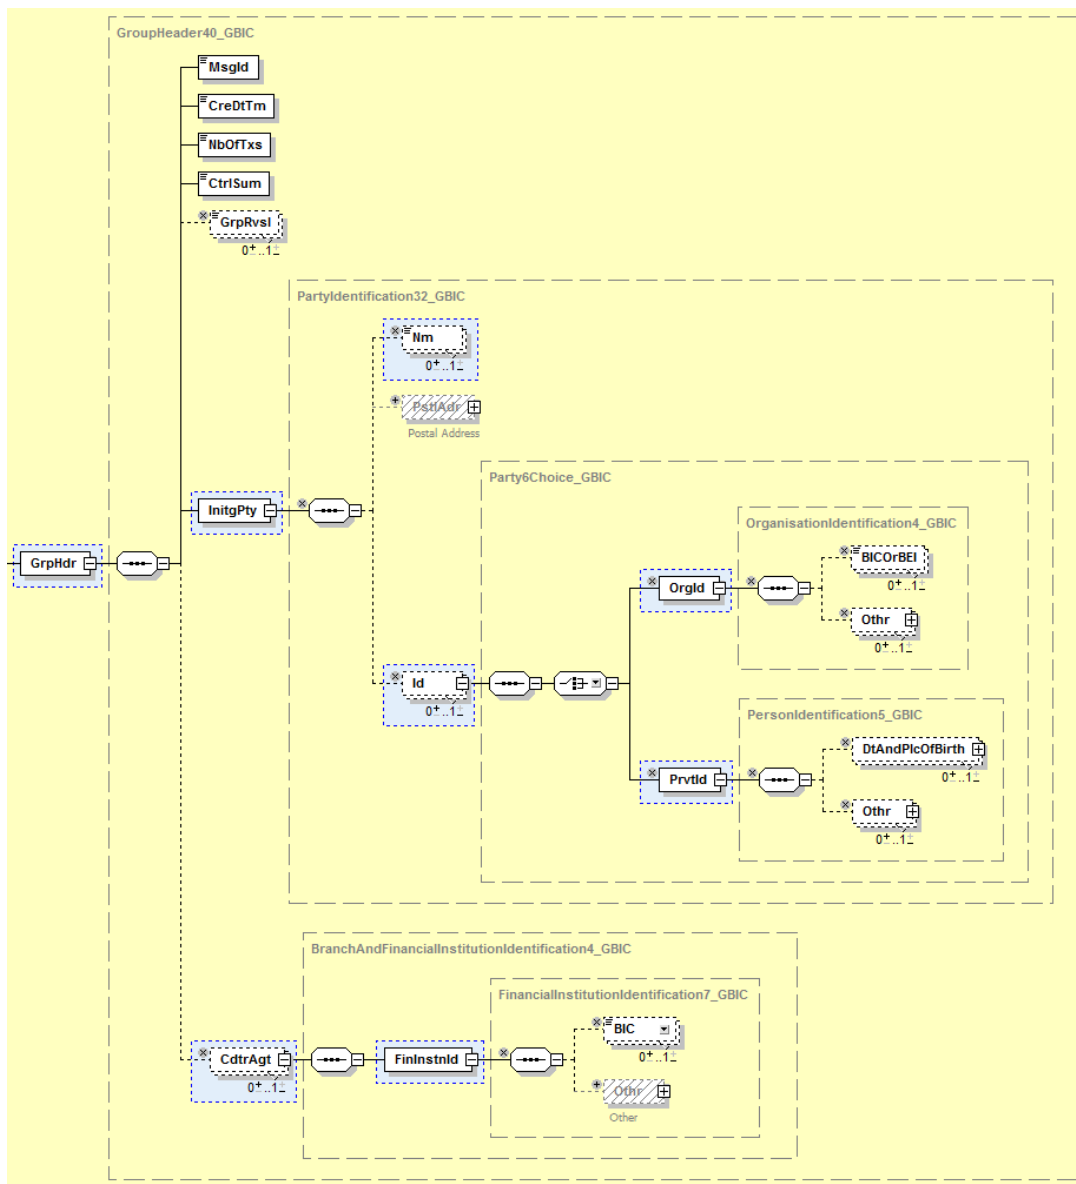 GroupHeader40_GBIC
MsgId
CreDtTm
NbOfTxs
CtrlSum
GrpRvsl
0±..1±
PartyIdentification32_GBIC
Nm
0±..1±
PstlAdr
Postal Address
Party6Choice_GBIC
OrganisationIdentification4_GBIC
InitgPty
BICOrBEI
0±..1±
GrpHdr
OrgId
Othr
0±..1±
Id
0±..1±
PersonIdentification5_GBIC
DtAndPlcOfBirth
0±..1±
PrvtId
Othr
0±..1±
BranchAndFinancialInstitutionIdentification4_GBIC
FinancialInstitutionIdentification7_GBIC
BIC
0±..1±
CdtrAgt
0±..1±
FinInstnId
Othr
Other